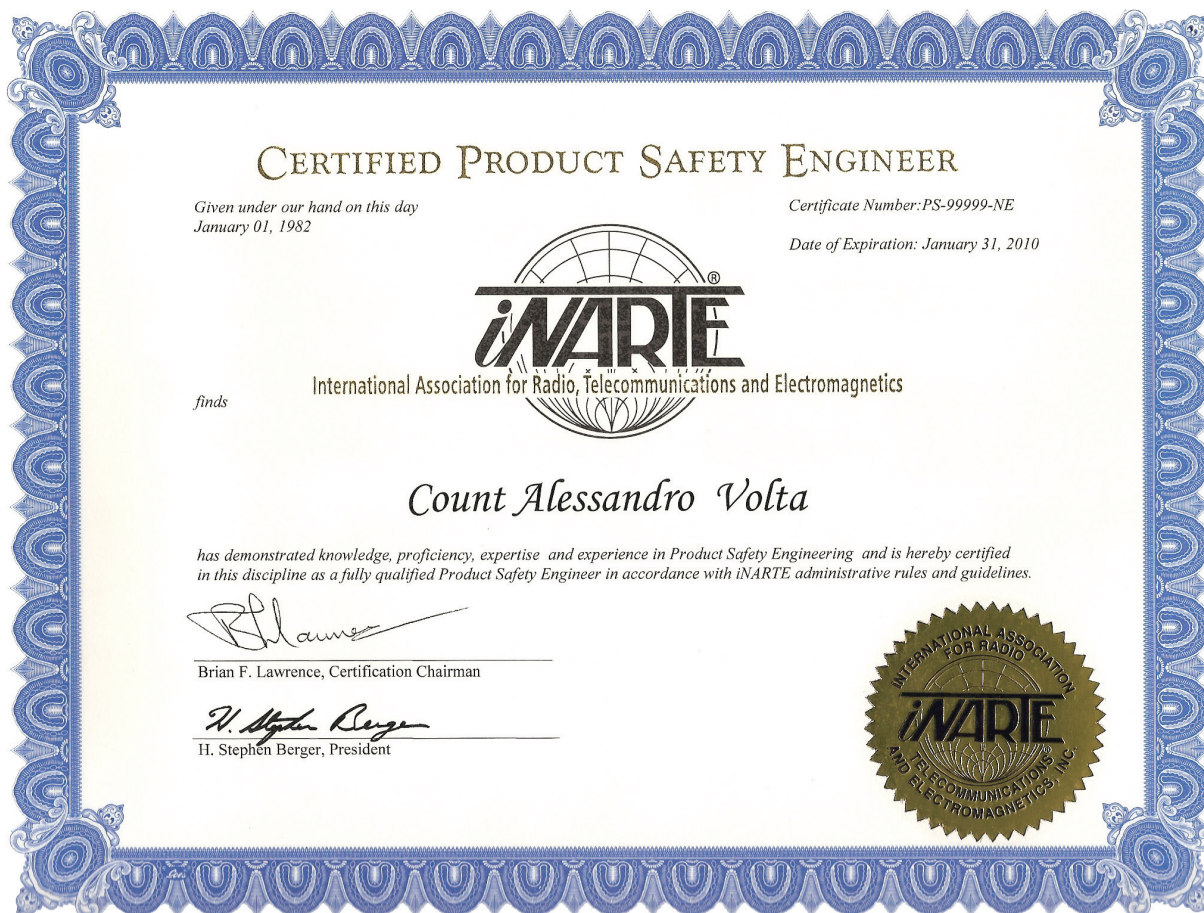 CERTIFIED PRODUCT SAFETY ENGINEER
Given under our hand on this day
January 01, 1982
Certificate Number:PS-99999-NE
Date of Expiration: January 31, 2010
iNARTE®
International Association for Radio, Telecommunications and Electromagnetics
finds
Count Alessandro Volta
has demonstrated knowledge, proficiency, expertise and experience in Product Safety Engineering and is hereby certified
in this discipline as a fully qualified Product Safety Engineer in accordance with iNARTE administrative rules and guidelines.
Brian F. Lawrence, Certification Chairman
H. Stephen Berger
H. Stephen Berger, President
INTERNATIONAL ASSOCIATION
FOR RADIO
iNARTE®
TELECOMMUNICATIONS
AND ELECTROMAGNETICS, INC.